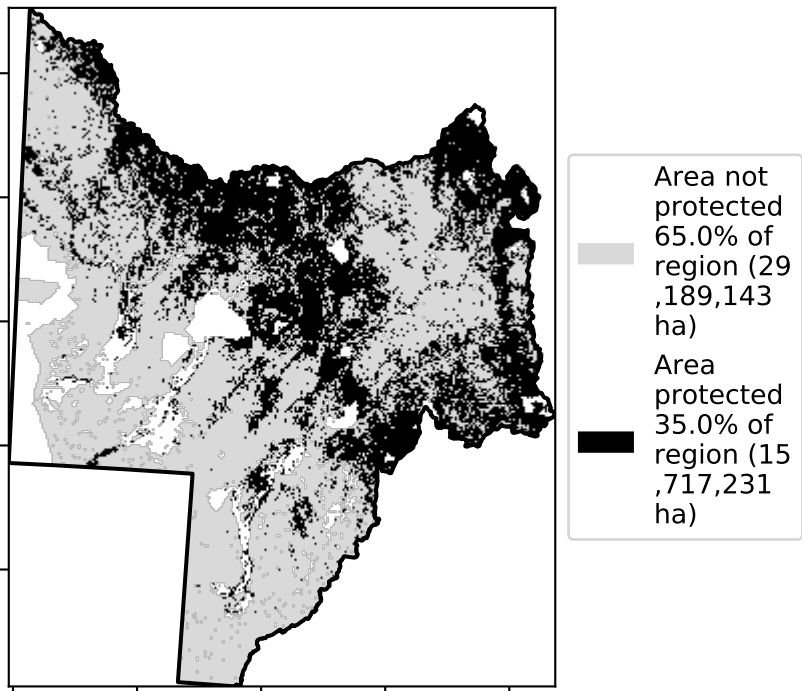 Area not
protected
65.0% of
region (29
,189,143
ha)
Area
protected
35.0% of
region (15
,717,231
ha)